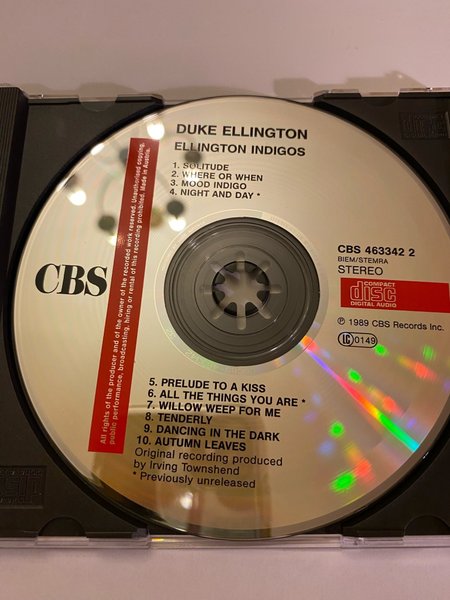 DUKE ELLINGTON
ELLINGTON INDIGOS
1. SOLITUDE
2. WHERE OR WHEN
3. MOOD INDIGO
4. NIGHT AND DAY *
CBS
All rights of the producer and of the owner of the recorded work reserved. Unauthorised copying,
public performance, broadcasting, hiring or rental of this recording prohibited. Made in Austria.
CBS 463342 2
BIEM/STEMRA
STEREO
COMPACT
disc
DIGITAL AUDIO
℗ 1989 CBS Records Inc.
LC 0149
5. PRELUDE TO A KISS
6. ALL THE THINGS YOU ARE *
7. WILLOW WEEP FOR ME
8. TENDERLY
9. DANCING IN THE DARK
10. AUTUMN LEAVES
Original recording produced
by Irving Townshend
* Previously unreleased